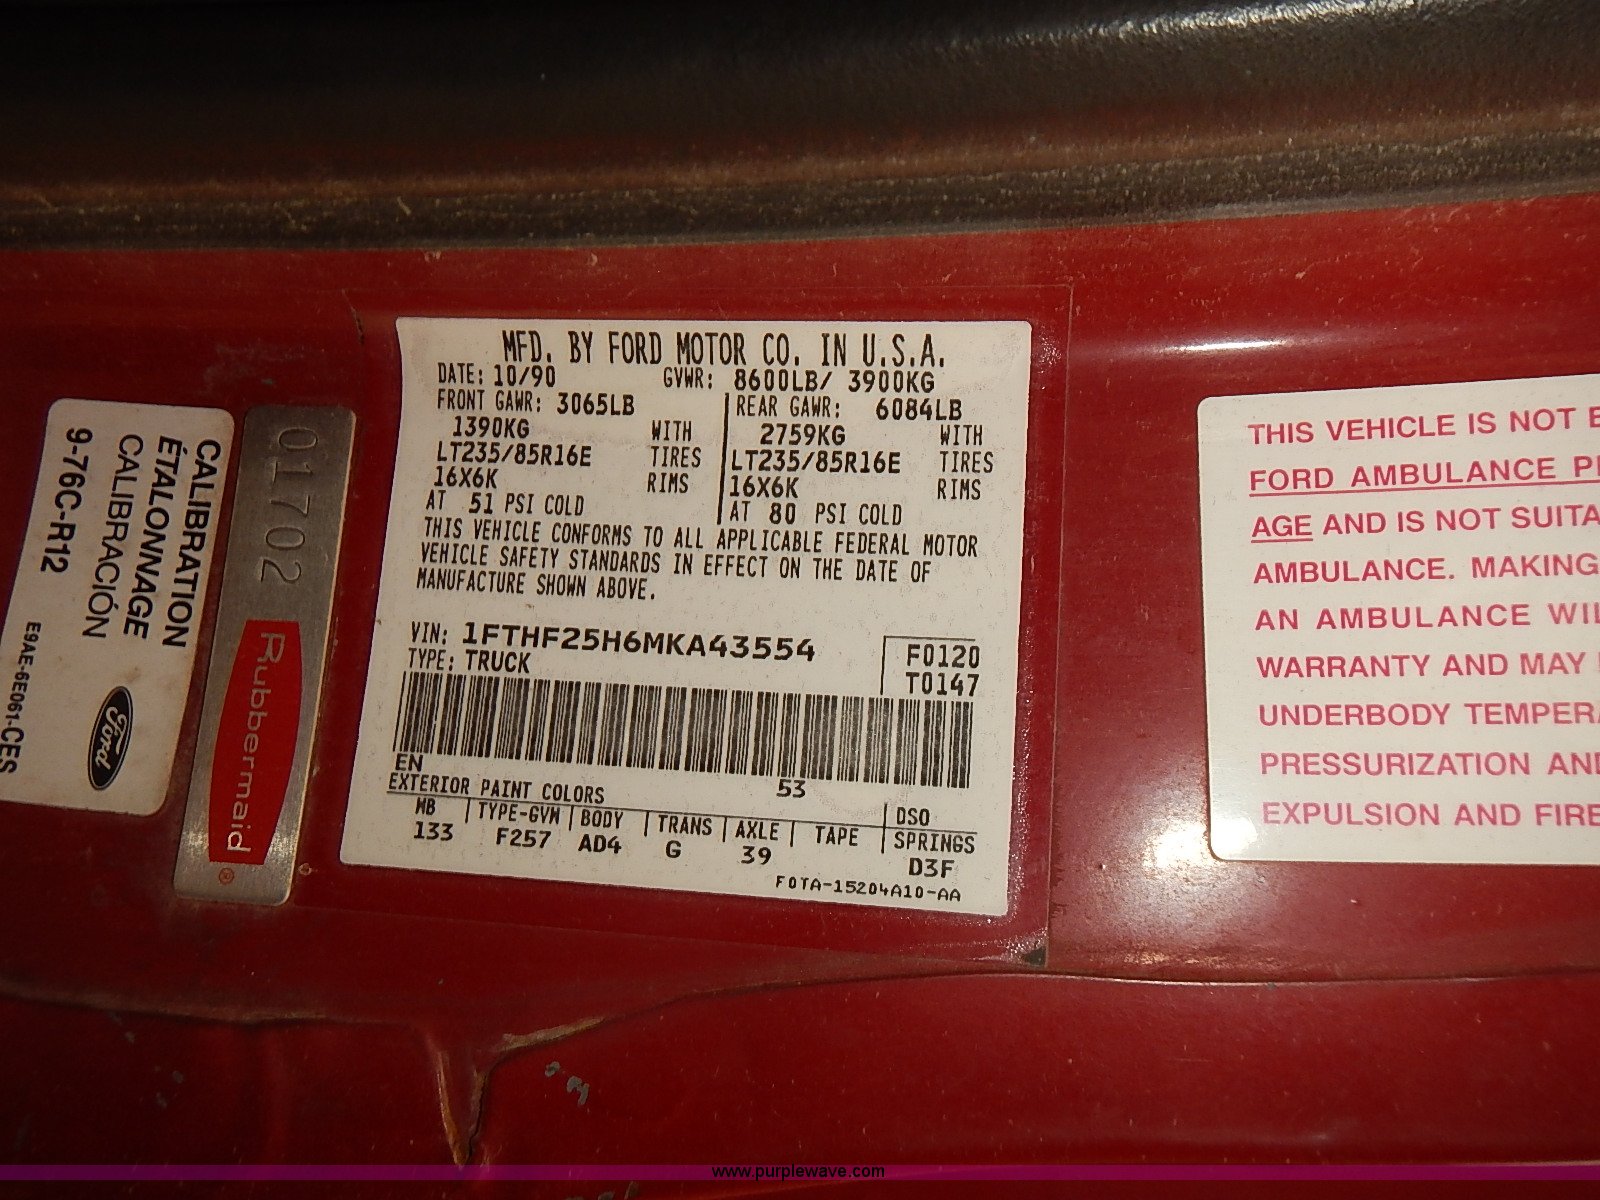 CALIBRATION
ÉTALONNAGE
CALIBRACIÓN
9-76C-R12
E9AE-6E061-CES
Ford
01702
Rubbermaid®
MFD. BY FORD MOTOR CO. IN U.S.A.
DATE: 10/90 GVWR: 8600LB/ 3900KG
FRONT GAWR: 3065LB REAR GAWR: 6084LB
1390KG WITH 2759KG WITH
LT235/85R16E TIRES LT235/85R16E TIRES
16X6K RIMS 16X6K RIMS
AT 51 PSI COLD AT 80 PSI COLD
THIS VEHICLE CONFORMS TO ALL APPLICABLE FEDERAL MOTOR
VEHICLE SAFETY STANDARDS IN EFFECT ON THE DATE OF
MANUFACTURE SHOWN ABOVE.
VIN: 1FTHF25H6MKA43554 F0120
TYPE: TRUCK T0147
EN 53
EXTERIOR PAINT COLORS DSO
WB TYPE-GVW BODY TRANS AXLE TAPE SPRINGS
133 F257 AD4 G 39 D3F
F0TA-15204A10-AA
THIS VEHICLE IS NOT
FORD AMBULANCE
AGE AND IS NOT
AMBULANCE. MAKING
AN AMBULANCE
WARRANTY AND MAY
UNDERBODY
PRESSURIZATION
EXPULSION AND FIRE
www.purplewave.com